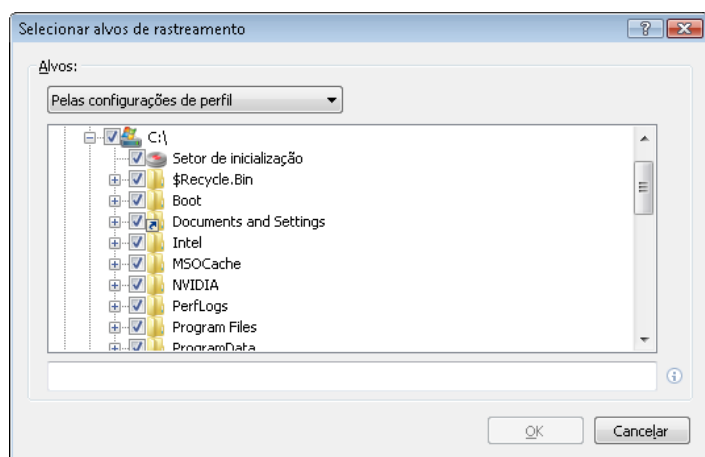 Selecionar alvos de rastreamento
Alvos:
Pelas configurações de perfil
C:\
Setor de inicialização
$Recycle.Bin
Boot
Documents and Settings
Intel
MSOCache
NVIDIA
PerfLogs
Program Files
ProgramData
OK
Cancelar